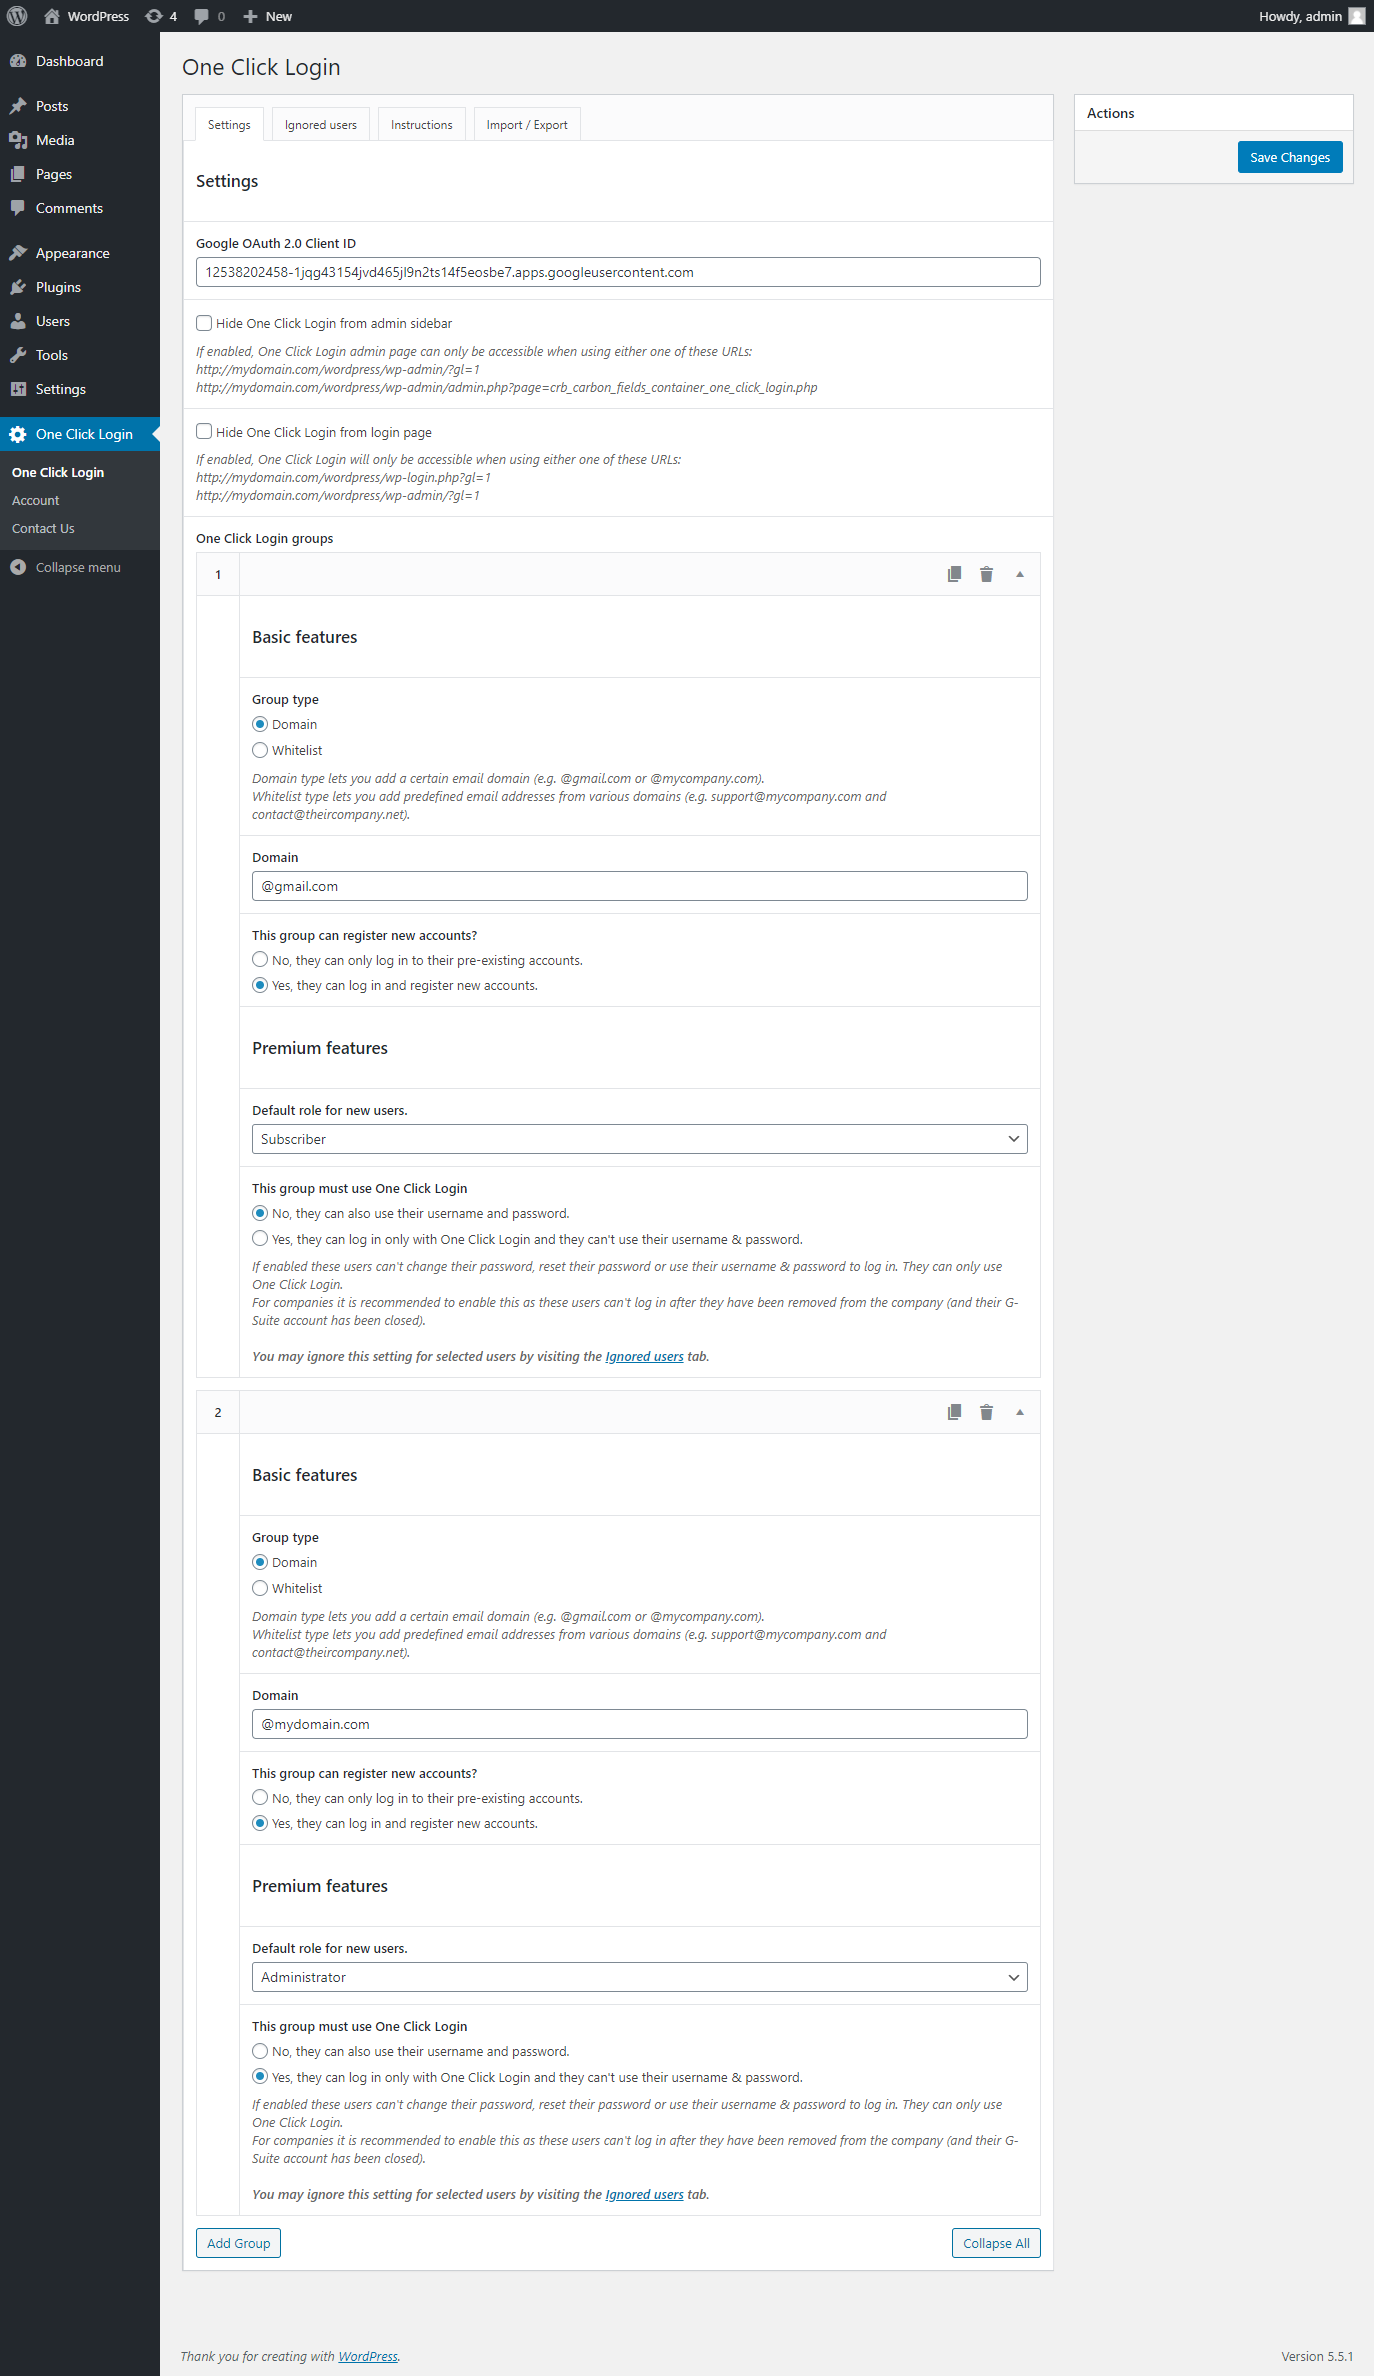 WordPress 4 0 New Howdy, admin
Dashboard
Posts
Media
Pages
Comments
Appearance
Plugins
Users
Tools
Settings
One Click Login
One Click Login
Account
Contact Us
Collapse menu
One Click Login
Settings Ignored users Instructions Import / Export
Actions
Save Changes
Settings
Google OAuth 2.0 Client ID
12538202458-1jqg43154jvd465jl9n2ts14f5eosbe7.apps.googleusercontent.com
Hide One Click Login from admin sidebar
If enabled, One Click Login admin page can only be accessible when using either one of these URLs:
http://mydomain.com/wordpress/wp-admin/?gl=1
http://mydomain.com/wordpress/wp-admin/admin.php?page=crb_carbon_fields_container_one_click_login.php
Hide One Click Login from login page
If enabled, One Click Login will only be accessible when using either one of these URLs:
http://mydomain.com/wordpress/wp-login.php?gl=1
http://mydomain.com/wordpress/wp-admin/?gl=1
One Click Login groups
1
Basic features
Group type
Domain
Whitelist
Domain type lets you add a certain email domain (e.g. @gmail.com or @mycompany.com).
Whitelist type lets you add predefined email addresses from various domains (e.g. support@mycompany.com and
contact@theircompany.net).
Domain
@gmail.com
This group can register new accounts?
No, they can only log in to their pre-existing accounts.
Yes, they can log in and register new accounts.
Premium features
Default role for new users.
Subscriber
This group must use One Click Login
No, they can also use their username and password.
Yes, they can log in only with One Click Login and they can't use their username & password.
If enabled these users can't change their password, reset their password or use their username & password to log in. They can only use
One Click Login.
For companies it is recommended to enable this as these users can't log in after they have been removed from the company (and their G-
Suite account has been closed).
You may ignore this setting for selected users by visiting the Ignored users tab.
2
Basic features
Group type
Domain
Whitelist
Domain type lets you add a certain email domain (e.g. @gmail.com or @mycompany.com).
Whitelist type lets you add predefined email addresses from various domains (e.g. support@mycompany.com and
contact@theircompany.net).
Domain
@mydomain.com
This group can register new accounts?
No, they can only log in to their pre-existing accounts.
Yes, they can log in and register new accounts.
Premium features
Default role for new users.
Administrator
This group must use One Click Login
No, they can also use their username and password.
Yes, they can log in only with One Click Login and they can't use their username & password.
If enabled these users can't change their password, reset their password or use their username & password to log in. They can only use
One Click Login.
For companies it is recommended to enable this as these users can't log in after they have been removed from the company (and their G-
Suite account has been closed).
You may ignore this setting for selected users by visiting the Ignored users tab.
Add Group Collapse All
Thank you for creating with WordPress. Version 5.5.1